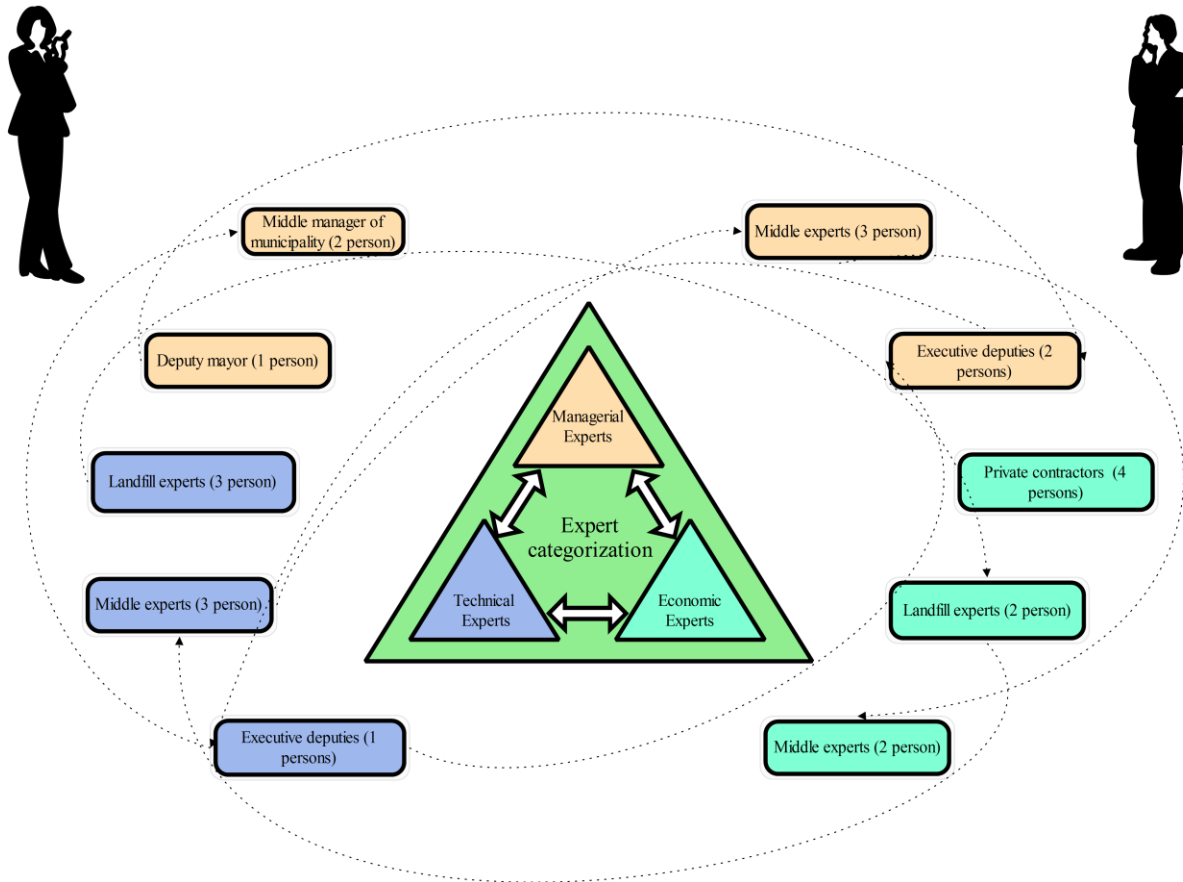 Middle manager of
municipality (2 person)
Middle experts (3 person)
Deputy mayor (1 person)
Executive deputies (2
persons)
Managerial
Experts
Landfill experts (3 person)
Private contractors (4
persons)
Expert
categorization
Middle experts (3 person)
Technical
Experts
Economic
Experts
Landfill experts (2 person)
Executive deputies (1
persons)
Middle experts (2 person)